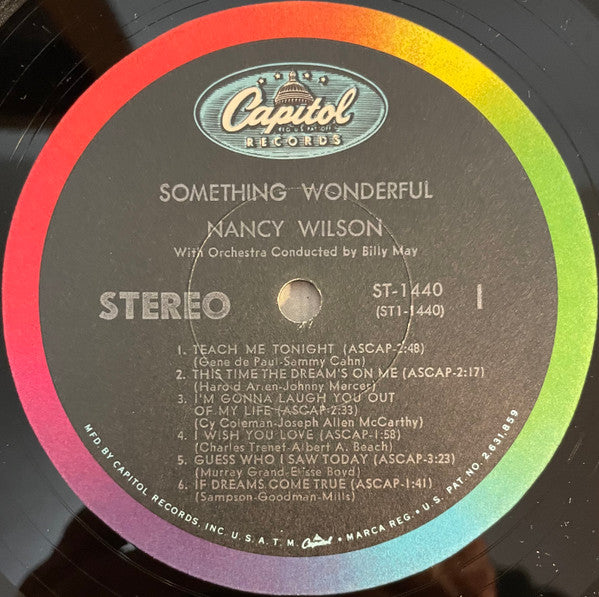 Capitol
REG. U.S. PAT. OFF.
RECORDS
SOMETHING WONDERFUL
NANCY WILSON
With Orchestra Conducted by Billy May
STEREO
ST-1440
(ST1-1440)
1
1. TEACH ME TONIGHT (ASCAP-2:48)
(Gene de Paul-Sammy Cahn)
2. THIS TIME THE DREAM'S ON ME (ASCAP-2:17)
(Harold Arlen-Johnny Mercer)
3. I'M GONNA LAUGH YOU OUT
OF MY LIFE (ASCAP-2:33)
(Cy Coleman-Joseph Allen McCarthy)
4. I WISH YOU LOVE (ASCAP-1:58)
(Charles Trenet-Albert A. Beach)
5. GUESS WHO I SAW TODAY (ASCAP-3:23)
(Murray Grand-Elisse Boyd)
6. IF DREAMS COME TRUE (ASCAP-1:41)
(Sampson-Goodman-Mills)
MFD. BY CAPITOL RECORDS, INC. U.S.A. T.M. Capitol • MARCA REG. • U.S. PAT. NO. 2,631,859